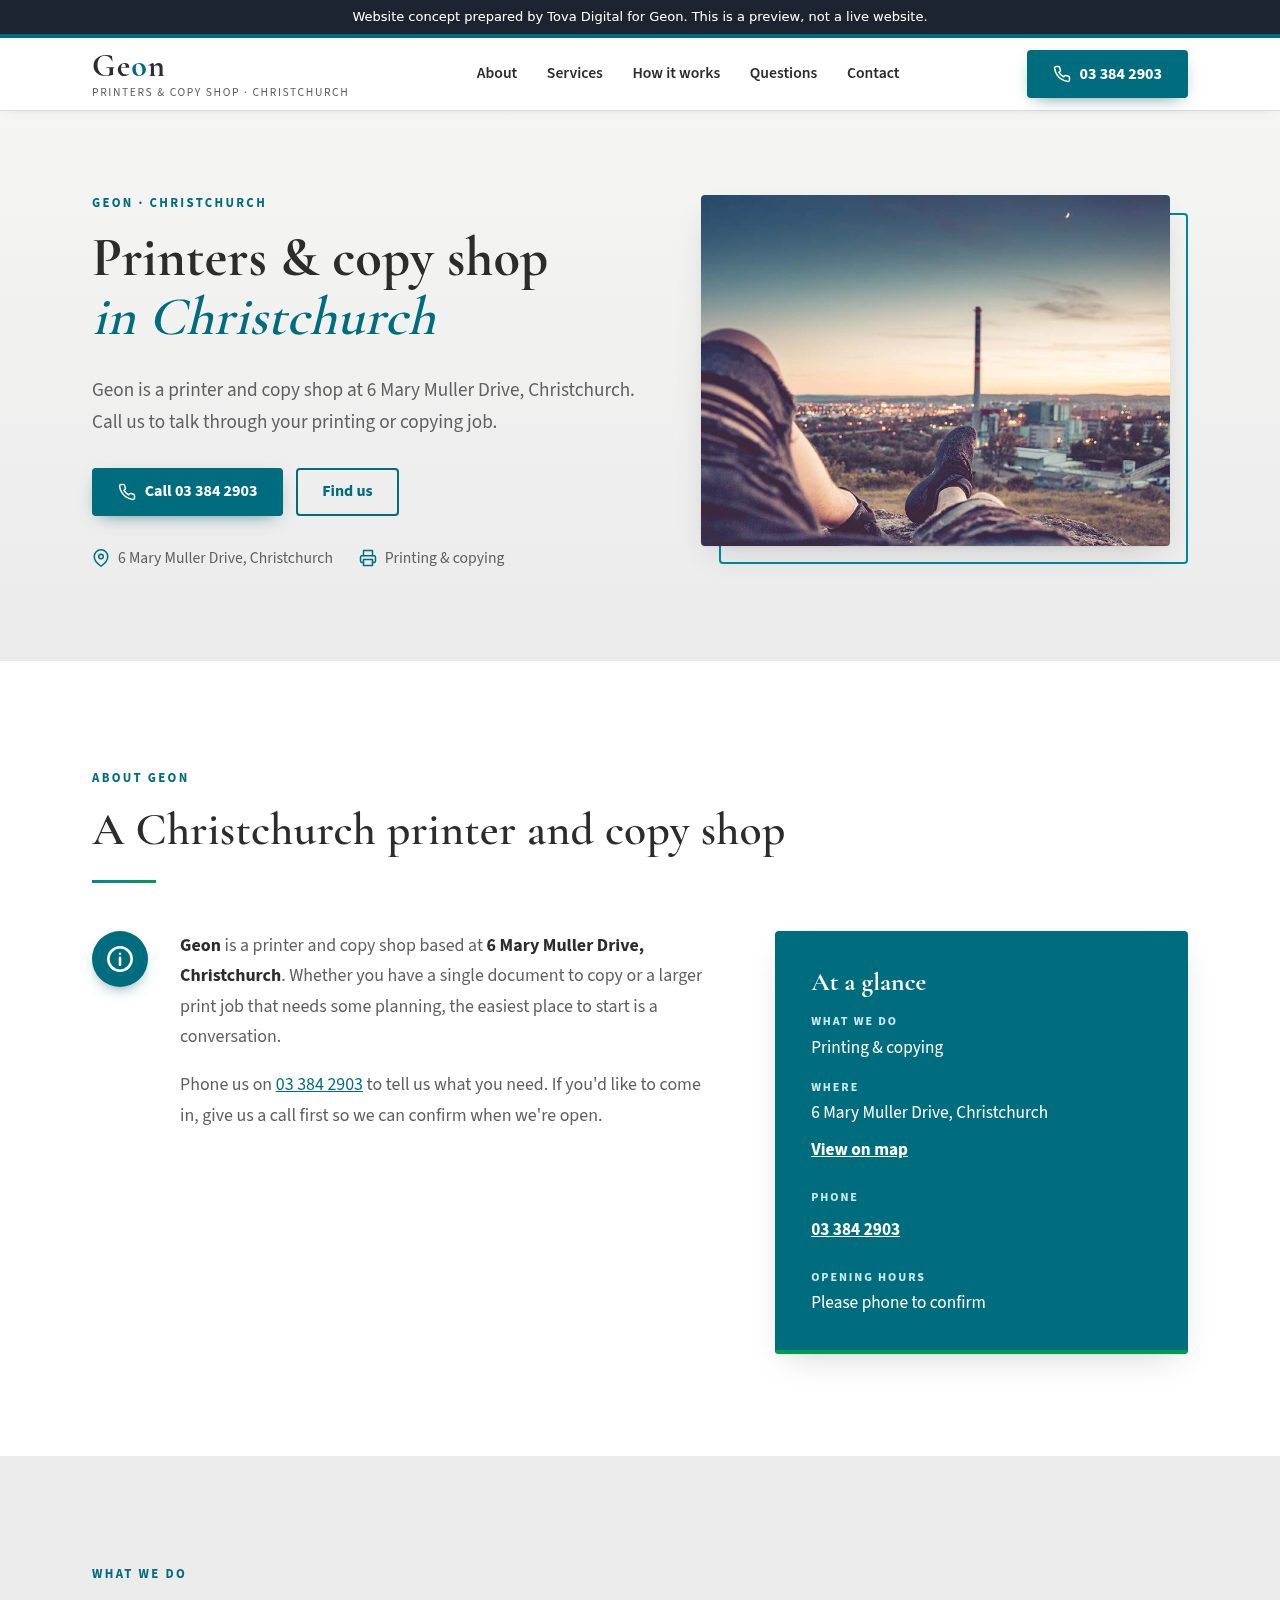 Website concept prepared by Tova Digital for Geon. This is a preview, not a live website.
Geon
PRINTERS & COPY SHOP · CHRISTCHURCH
About
Services
How it works
Questions
Contact
03 384 2903
GEON · CHRISTCHURCH
Printers & copy shop
in Christchurch
Geon is a printer and copy shop at 6 Mary Muller Drive, Christchurch.
Call us to talk through your printing or copying job.
Call 03 384 2903
Find us
6 Mary Muller Drive, Christchurch
Printing & copying
ABOUT GEON
A Christchurch printer and copy shop
Geon is a printer and copy shop based at 6 Mary Muller Drive,
Christchurch. Whether you have a single document to copy or a larger
print job that needs some planning, the easiest place to start is a
conversation.
Phone us on 03 384 2903 to tell us what you need. If you'd like to come
in, give us a call first so we can confirm when we're open.
At a glance
WHAT WE DO
Printing & copying
WHERE
6 Mary Muller Drive, Christchurch
View on map
PHONE
03 384 2903
OPENING HOURS
Please phone to confirm
WHAT WE DO